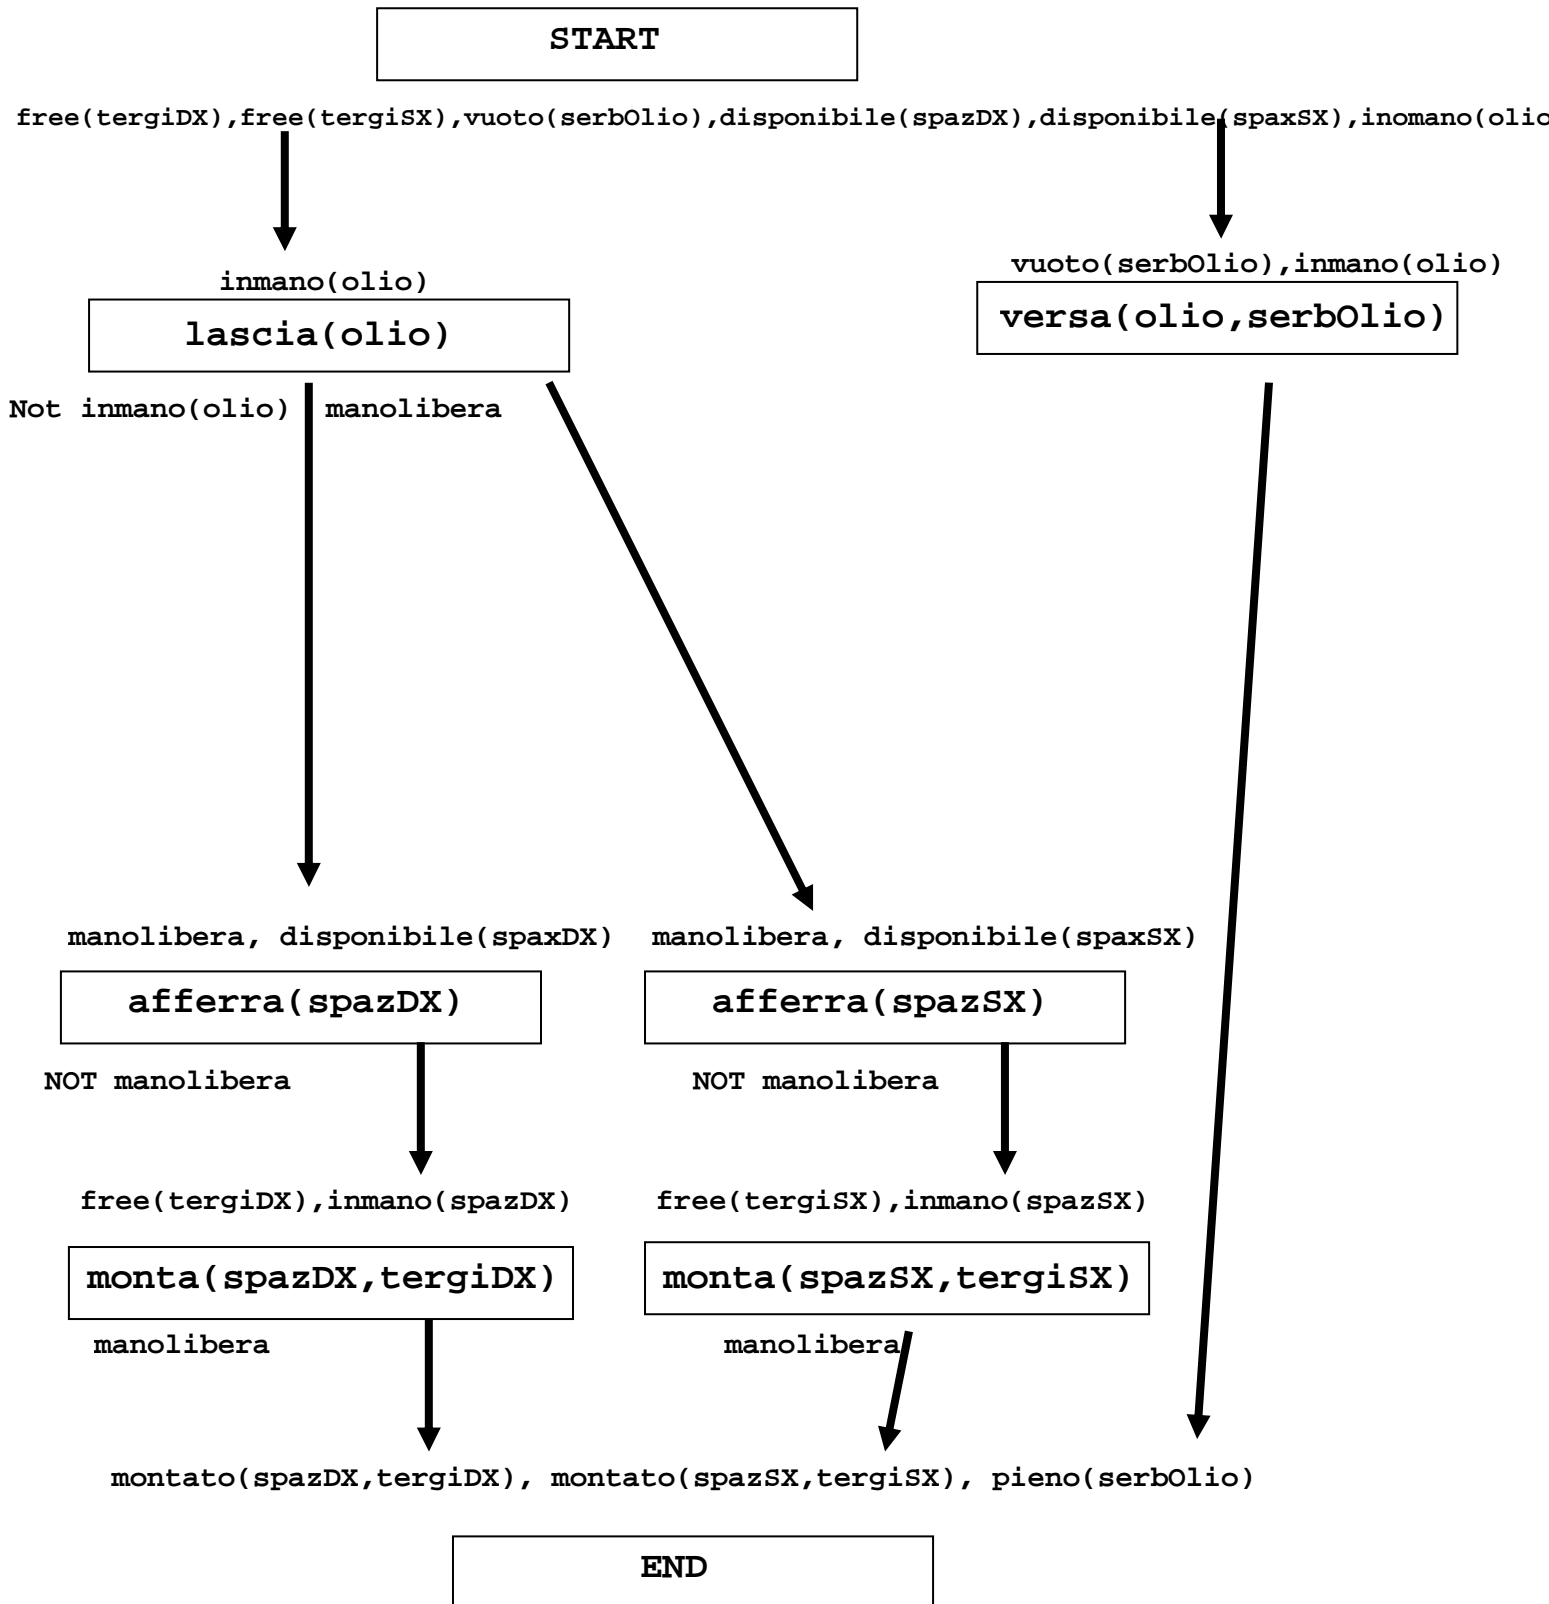 START
free(tergiDX),free(tergiSX),vuoto(serbOlio),disponibile(spazDX),disponibile(spaxSX),inomano(olio
vuoto(serbOlio),inmano(olio)
inmano(olio)
versa(olio,serbOlio)
lascia(olio)
Not inmano(olio) manolibera
manolibera, disponibile(spaxDX) manolibera, disponibile(spaxSX)
afferra(spazDX) afferra(spazSX)
NOT manolibera NOT manolibera
free(tergiDX),inmano(spazDX) free(tergiSX),inmano(spazSX)
monta(spazDX,tergiDX) monta(spazSX,tergiSX)
manolibera manolibera
montato(spazDX,tergiDX), montato(spazSX,tergiSX), pieno(serbOlio)
END